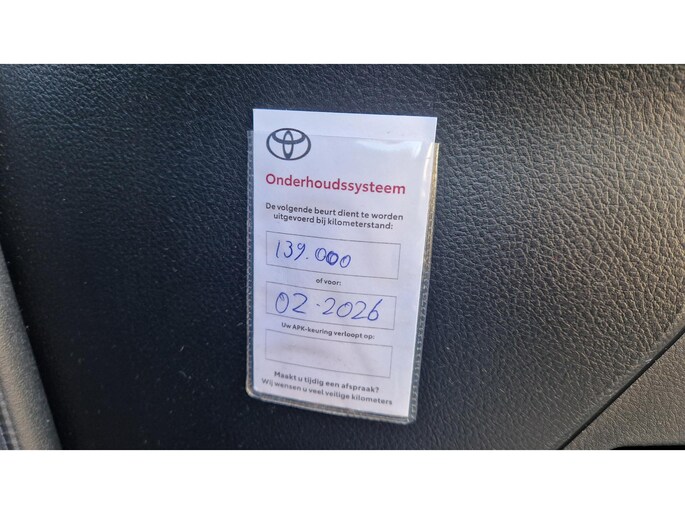 Onderhoudssysteem
De volgende beurt dient te worden
uitgevoerd bij kilometerstand:
139.000
of voor:
02-2026
Uw APK-keuring verloopt op:
Maakt u tijdig een afspraak?
Wij wensen u veel veilige kilometers